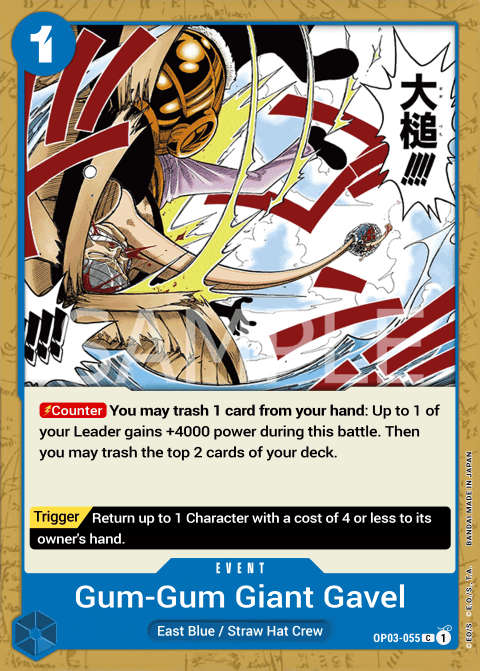 1
大槌!!!!
ゴ
ン
!!!
SAMPLE
Counter You may trash 1 card from your hand: Up to 1 of
your Leader gains +4000 power during this battle. Then
you may trash the top 2 cards of your deck.
Trigger Return up to 1 Character with a cost of 4 or less to its
owner's hand.
EVENT
Gum-Gum Giant Gavel
East Blue / Straw Hat Crew
OP03-055 C 1
BANDAI MADE IN JAPAN
©E.O./S. ©E.O./S.,T.A.